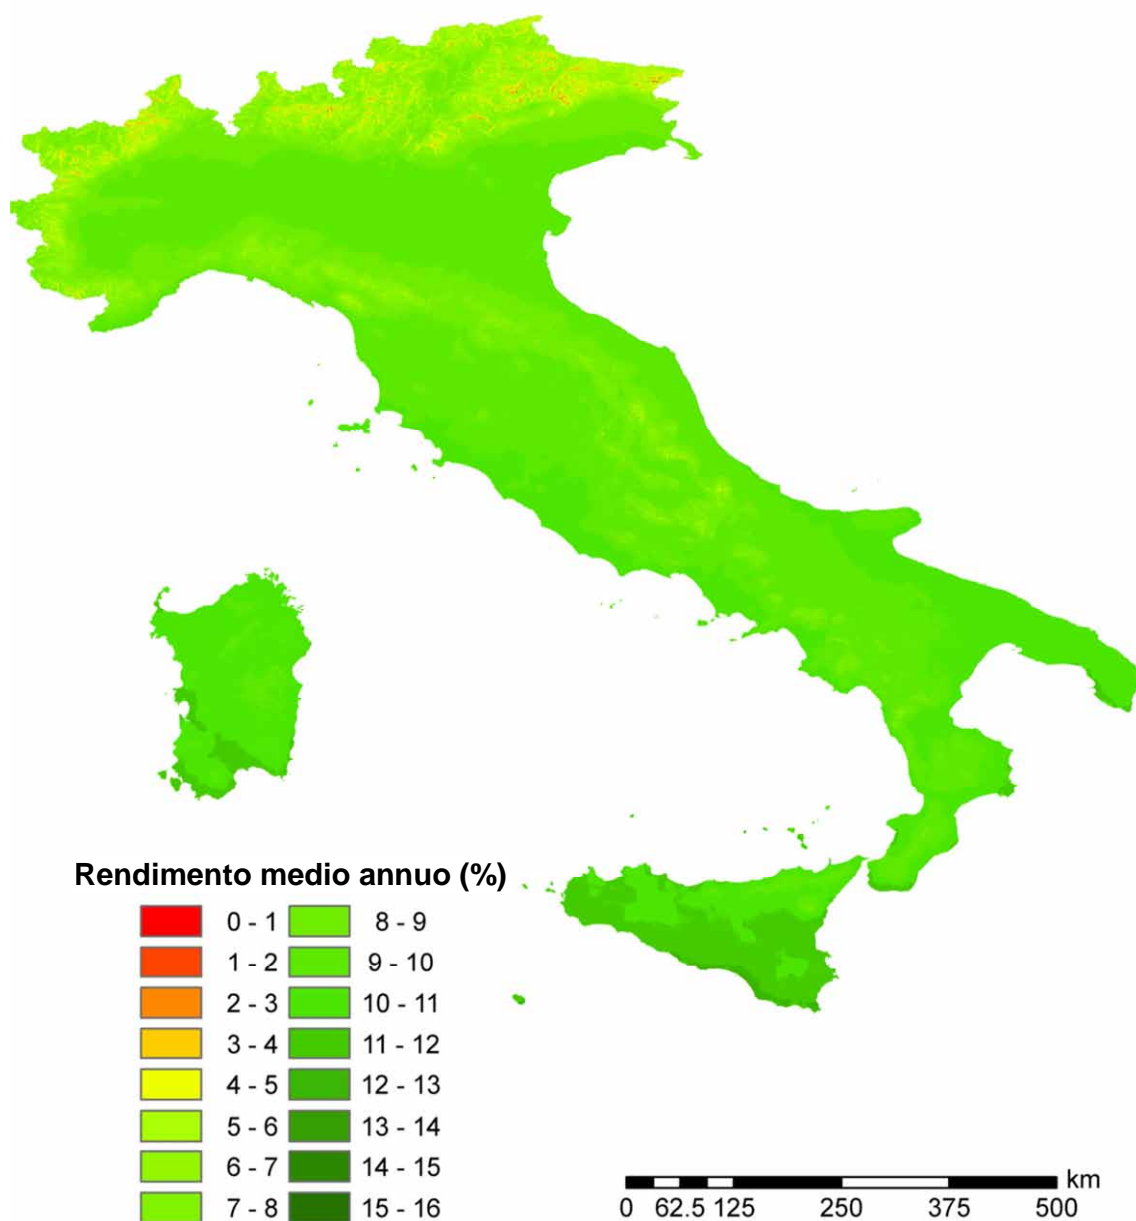 Rendimento medio annuo (%)
0 - 1 8 - 9
1 - 2 9 - 10
2 - 3 10 - 11
3 - 4 11 - 12
4 - 5 12 - 13
5 - 6 13 - 14
6 - 7 14 - 15
7 - 8 15 - 16
km
0 62.5 125 250 375 500